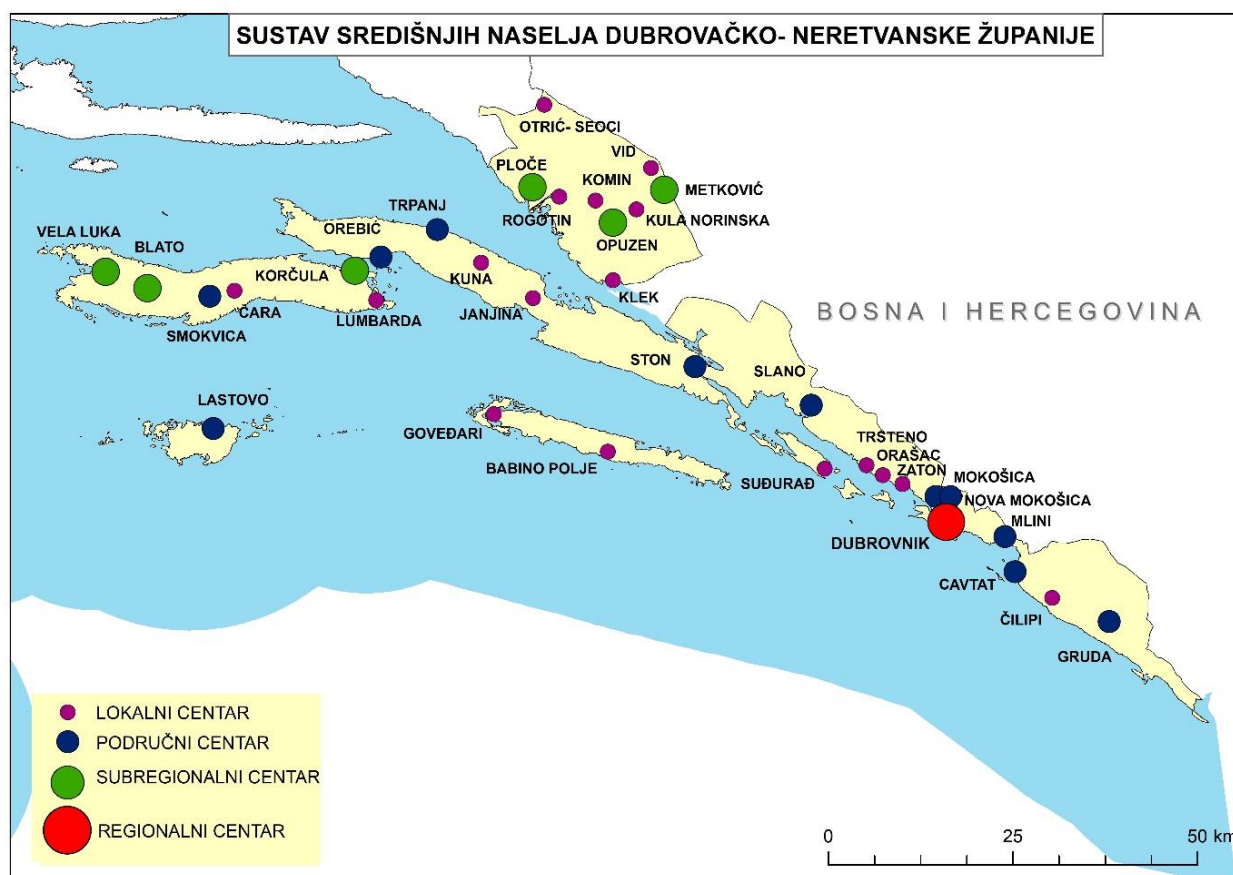 SUSTAV SREDIŠNJIH NASELJA DUBROVAČKO- NERETVANSKE ŽUPANIJE
OTRIĆ- SEOCI
VID
PLOČE
KOMIN
METKOVIĆ
TRPANJ
ROGOTIN
KULA NORINSKA
OREBIĆ
VELA LUKA
BLATO
OPUZEN
KORČULA
KUNA
KLEK
ČARA
LUMBARDA
JANJINA
BOSNA I HERCEGOVINA
SMOKVICA
STON
SLANO
LASTOVO
GOVEĐARI
TRSTENO
ORAŠAC
BABINO POLJE
ZATON
SUĐURAĐ
MOKOŠICA
NOVA MOKOŠICA
MLINI
DUBROVNIK
CAVTAT
ČILIPI
GRUDA
LOKALNI CENTAR
PODRUČNI CENTAR
SUBREGIONALNI CENTAR
REGIONALNI CENTAR
0 25 50 km